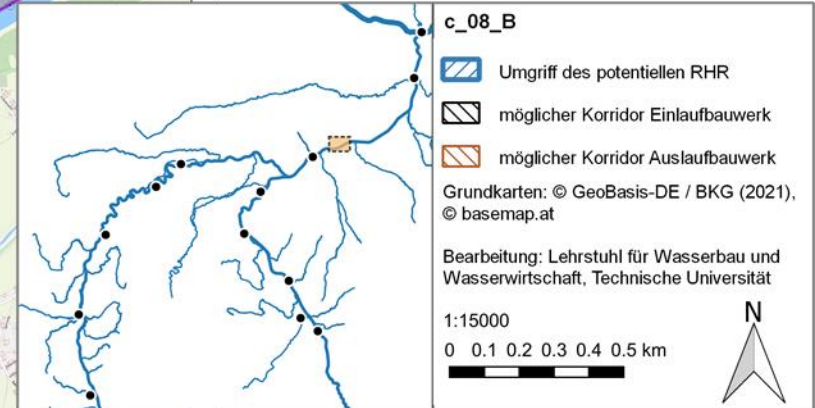 c_08_B
Umgriff des potentiellen RHR
möglicher Korridor Einlaufbauwerk
möglicher Korridor Auslaufbauwerk
Grundkarten: © GeoBasis-DE / BKG (2021),
© basemap.at
Bearbeitung: Lehrstuhl für Wasserbau und
Wasserwirtschaft, Technische Universität
N
1:15000
0 0.1 0.2 0.3 0.4 0.5 km